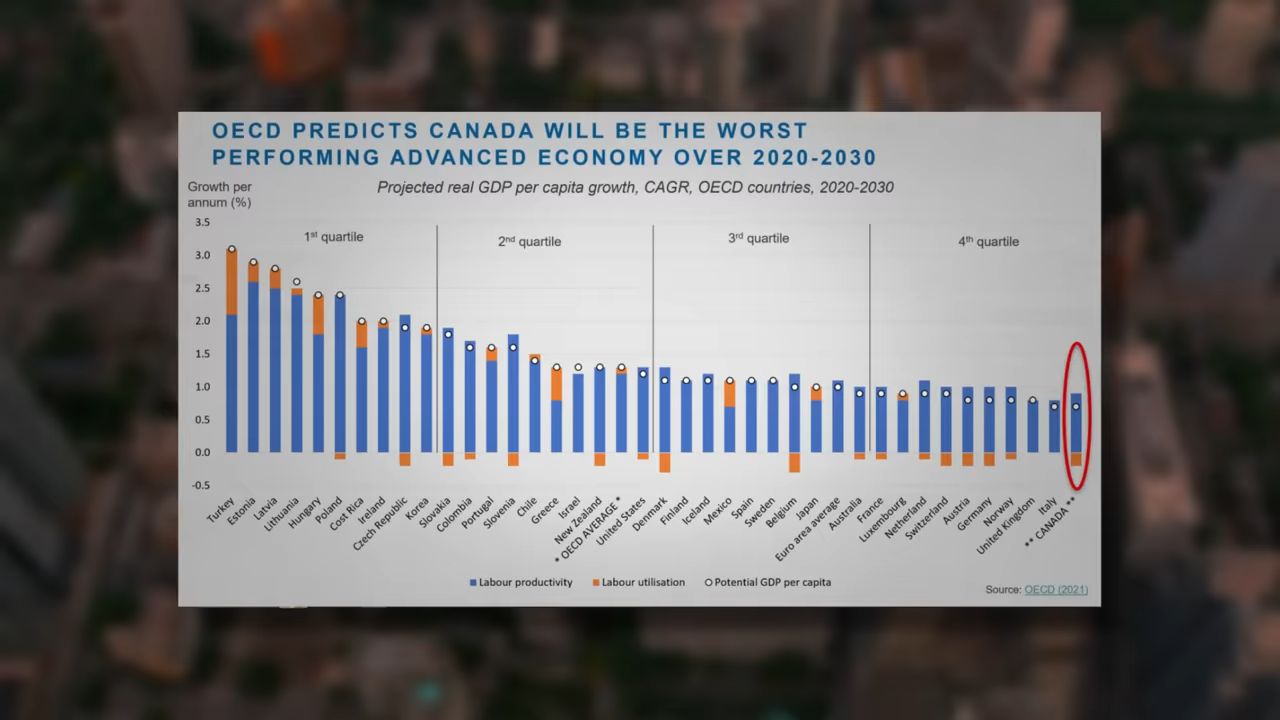 OECD PREDICTS CANADA WILL BE THE WORST
PERFORMING ADVANCED ECONOMY OVER 2020-2030
Projected real GDP per capita growth, CAGR, OECD countries, 2020-2030
Growth per
annum (%)
3.5
3.0
2.5
2.0
1.5
1.0
0.5
0.0
-0.5
1st quartile
2nd quartile
3rd quartile
4th quartile
Turkey
Estonia
Latvia
Lithuania
Hungary
Poland
Cost Rica
Ireland
Czech Republic
Korea
Slovakia
Colombia
Portugal
Slovenia
Chile
Greece
Israel
New Zealand
* OECD AVERAGE *
United States
Denmark
Finland
Iceland
Mexico
Spain
Sweden
Belgium
Japan
Euro area average
Australia
France
Luxembourg
Netherland
Switzerland
Austria
Germany
Norway
United Kingdom
Italy
** CANADA **
Labour productivity
Labour utilisation
Potential GDP per capita
Source: OECD (2021)